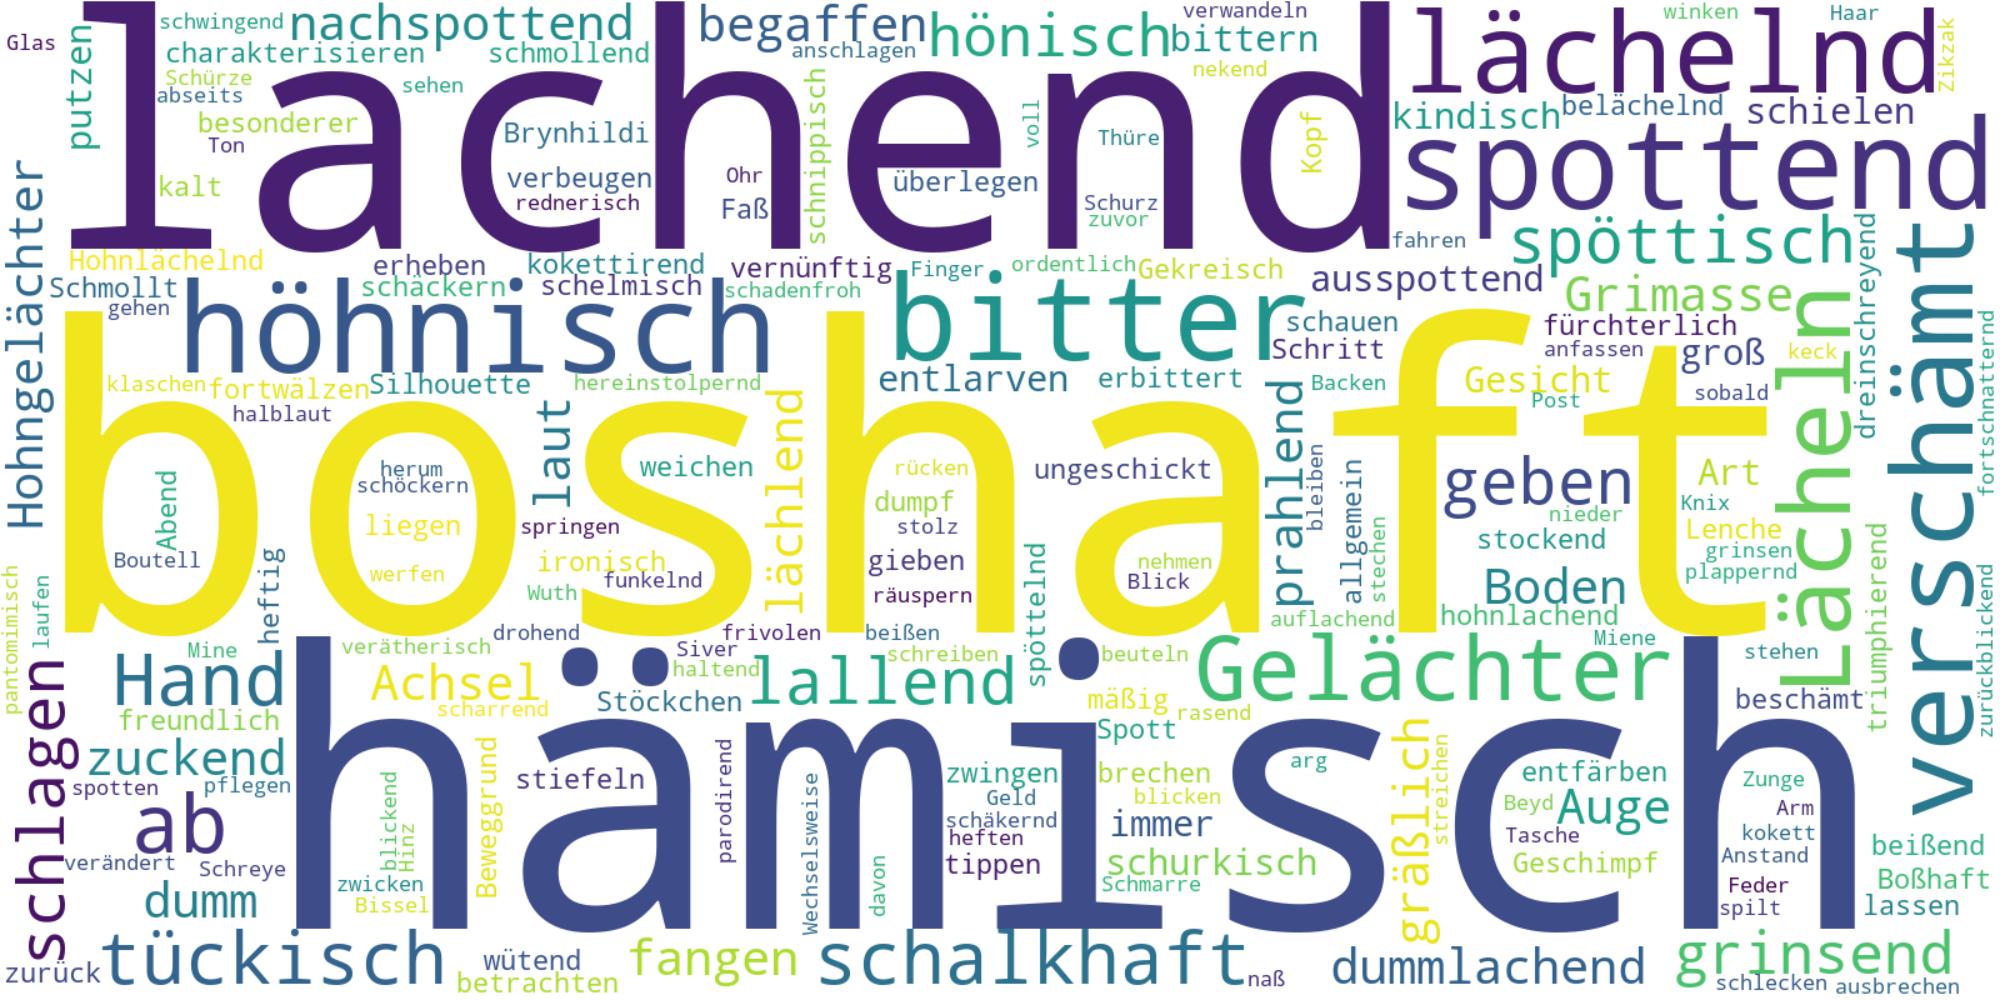 Glas
schwingend
nachspottend
begaffen
verwandeln
anschlagen
hönisch
bittern
winken
Haar
Zikzak
putzen
charakterisieren
schmollend
lachend
lächelnd
Schürze
sehen
nekend
abseits
besonderer
Ton
Brynhildi
schnippisch
voll
Thüre
Kopf
kindisch
belächelnd
schielen
spottend
kalt
verbeugen
rednerisch
Ohr
Faß
überlegen
Schurz
zuvor
fahren
spöttisch
dreinschreyend
verschämt
Hohngelächter
Hohnlächelnd
erheben
kokettirend
vernünftig
Finger
ordentlich
Gekreisch
ausspottend
Schmollt
schäckern
schelmisch
schadenfroh
gehen
höhnisch
bitter
Grimasse
schauen
Schritt
fürchterlich
anfassen
groß
keck
Lächeln
fortschnatternd
klaschen
fortwälzen
Silhouette
hereinstolpernd
entlarven
erbittert
Backen
Gesicht
Post
sobald
halblaut
boshaft
laut
lächlend
prahlend
Abend
herum
schöckern
weichen
rücken
ungeschickt
bleiben
geben
Art
liegen
springen
dumpf
stolz
allgemein
stechen
nieder
Knix
Lenche
Boutell
heftig
ironisch
gieben
nehmen
stockend
grinsen
werfen
funkelnd
Blick
Boden
plappernd
Wuth
räuspern
spöttelnd
auflachend
hohnlachend
triumphierend
zurückblickend
pantomimisch
laufen
Mine
verätherisch
drohend
frivolen
beißen
Miene
Siver
schreiben
beuteln
stehen
Hand
Achsel
haltend
lallend
Gelächter
schlagen
freundlich
scharrend
Stöckchen
mäßig
rasend
beschämt
hämisch
Spott
gräßlich
streichen
zuckend
Beweggrund
stiefeln
parodirend
Wechselsweise
zwingen
brechen
arg
entfärben
Zunge
spotten
pflegen
blickend
Hinz
Geld
blicken
Beyd
Auge
Arm
ab
schäkernd
immer
Tasche
kokett
heften
tippen
schurkisch
Geschimpf
Anstand
beißend
verändert
Schreye
zwicken
Bissel
davon
Schmarre
Feder
Boßhaft
dumm
spilt
lassen
zurück
tückisch
wütend
betrachten
fangen
schalkhaft
naß
dummlachend
grinsend
schlecken
ausbrechen